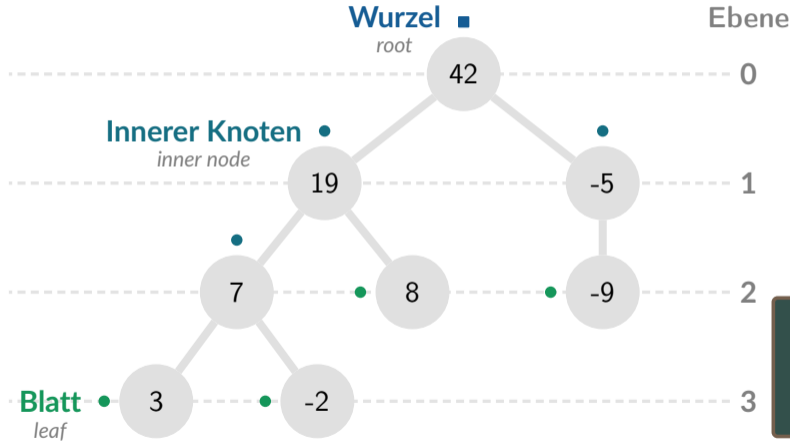 Wurzel
root
Ebene
42
0
Innerer Knoten
inner node
19
-5
1
7
8
-9
2
Blatt
leaf
3
-2
3